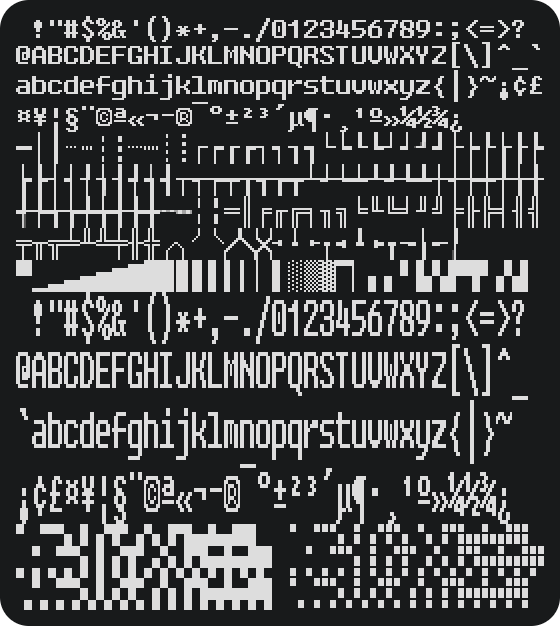 !"#$%&'()*+,-./0123456789:;<=>?
@ABCDEFGHIJKLMNOPQRSTUVWXYZ[\]^_`
abcdefghijklmnopqrstuvwxyz{|}~¡¢£
¤¥¦§¨©ª«¬-®¯°±²³´µ¶·¸¹º»¼½¾¿
!"#$%&'()*+,-./0123456789:;<=>?
@ABCDEFGHIJKLMNOPQRSTUVWXYZ[\]^_
`abcdefghijklmnopqrstuvwxyz{|}~
¡¢£¤¥¦§¨©ª«¬-®¯°±²³´µ¶·¸¹º»¼½¾¿